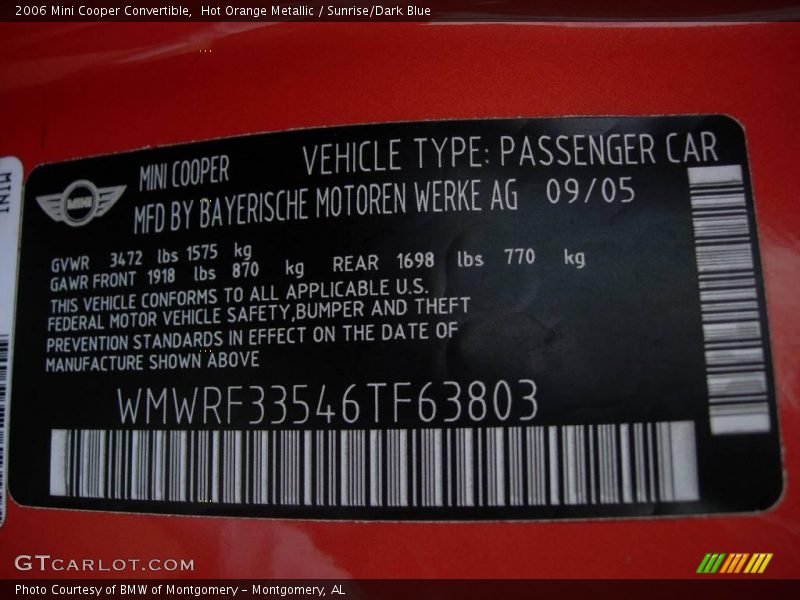 2006 Mini Cooper Convertible,  Hot Orange Metallic / Sunrise/Dark Blue
MINI
MINI
MINI COOPER
VEHICLE TYPE: PASSENGER CAR
MFD BY BAYERISCHE MOTOREN WERKE AG 09/05
GVWR 3472 lbs 1575 kg
GAWR FRONT 1918 lbs 870 kg REAR 1698 lbs 770 kg
THIS VEHICLE CONFORMS TO ALL APPLICABLE U.S.
FEDERAL MOTOR VEHICLE SAFETY,BUMPER AND THEFT
PREVENTION STANDARDS IN EFFECT ON THE DATE OF
MANUFACTURE SHOWN ABOVE
WMWRF33546TF63803
GTCARLOT.COM
Photo Courtesy of BMW of Montgomery - Montgomery, AL